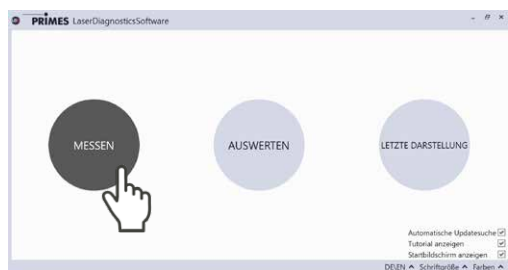 PRIMES LaserDiagnosticsSoftware
MESSEN
AUSWERTEN
LETZTE DARSTELLUNG
Automatische Updatesuche
Tutorial anzeigen
Startbildschirm anzeigen
DE\EN Schriftgröße Farben